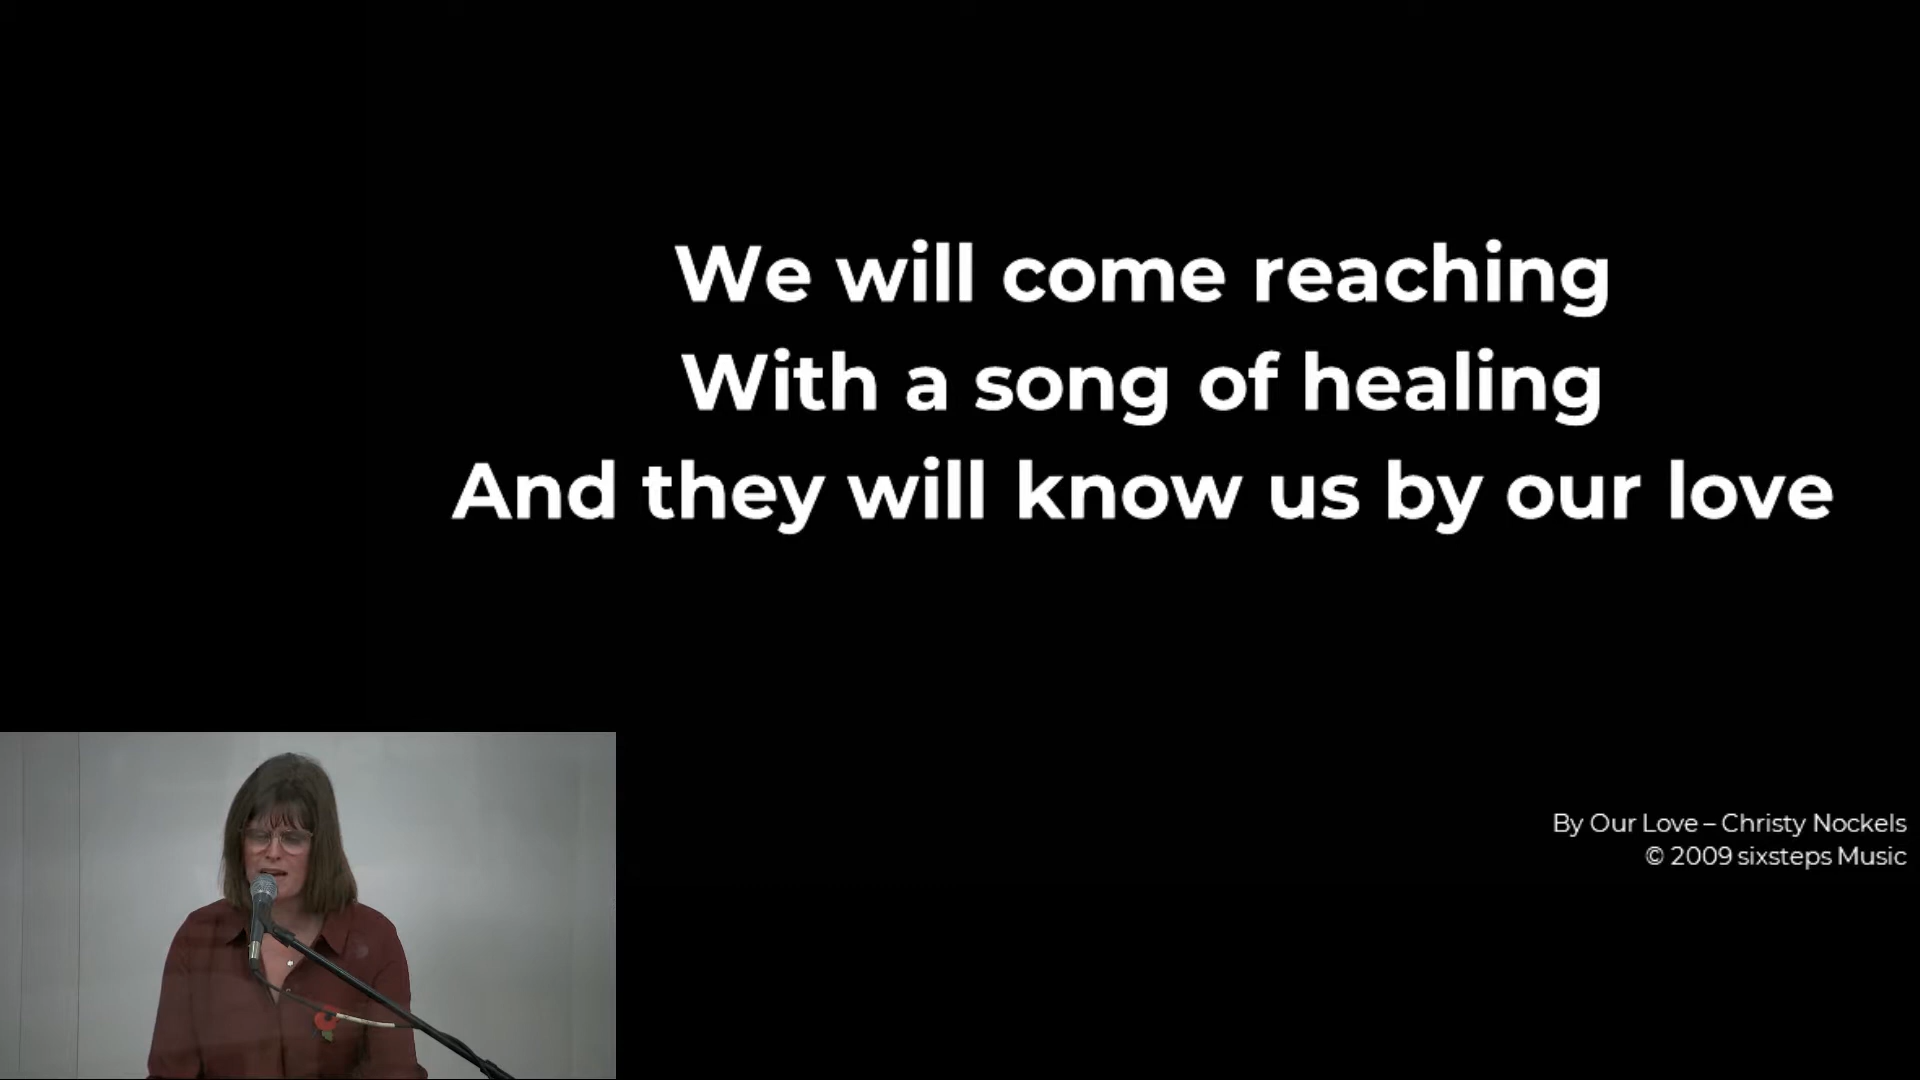 We will come reaching
With a song of healing
And they will know us by our love
By Our Love – Christy Nockels
© 2009 sixsteps Music